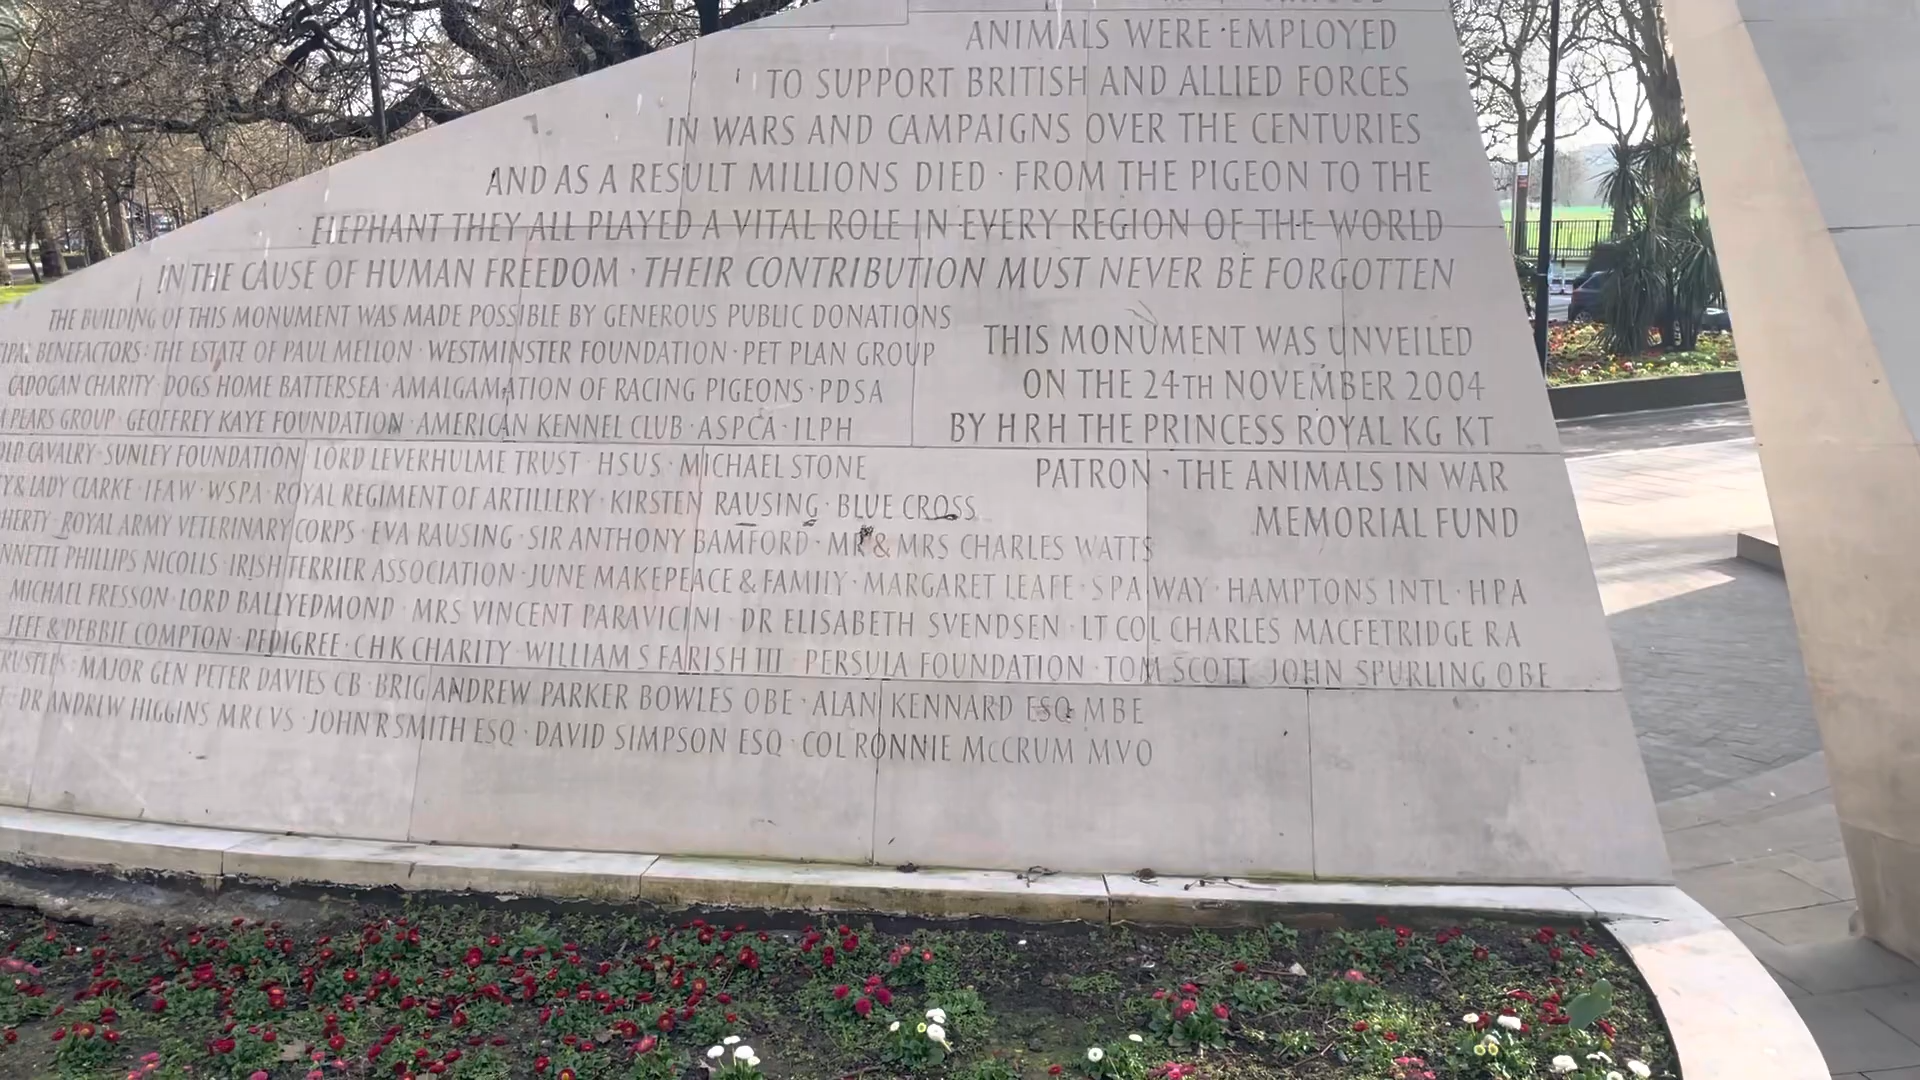 ANIMALS WERE · EMPLOYED
TO SUPPORT BRITISH AND ALLIED FORCES
IN WARS AND CAMPAIGNS OVER THE CENTURIES
AND AS A RESULT MILLIONS DIED · FROM THE PIGEON TO THE
ELEPHANT THEY ALL PLAYED A VITAL ROLE IN EVERY REGION OF THE WORLD
IN THE CAUSE OF HUMAN FREEDOM · THEIR CONTRIBUTION MUST NEVER BE FORGOTTEN
THE BUILDING OF THIS MONUMENT WAS MADE POSSIBLE BY GENEROUS PUBLIC DONATIONS
BENEFACTORS · THE ESTATE OF PAUL MELLON · WESTMINSTER FOUNDATION · PET PLAN GROUP
CADOGAN CHARITY · DOGS HOME BATTERSEA · AMALGAMATION OF RACING PIGEONS · PDSA
PEARS GROUP · GEOFFREY KAYE FOUNDATION · AMERICAN KENNEL CLUB · ASPCA · ILPH
CAVALRY · SUNLEY FOUNDATION LORD LEVERHULME TRUST · HSUS · MICHAEL STONE
& LADY CLARKE · IFAW · WSPA · ROYAL REGIMENT OF ARTILLERY · KIRSTEN RAUSING · BLUE CROSS
THIS MONUMENT WAS UNVEILED
ON THE 24TH NOVEMBER 2004
BY HRH THE PRINCESS ROYAL KG KT
PATRON · THE ANIMALS IN WAR
MEMORIAL FUND
ROYAL ARMY VETERINARY CORPS · EVA RAUSING · SIR ANTHONY BAMFORD · MR & MRS CHARLES WATTS
PHILLIPS NICOLLS · IRISH TERRIER ASSOCIATION · JUNE MAKEPEACE & FAMILY · MARGARET LEAFE · SPA WAY · HAMPTONS INTL · HPA
MICHAEL FRESSON · LORD BALLYEDMOND · MRS VINCENT PARAVICINI · DR ELISABETH SVENDSEN · LT COL CHARLES MACFETRIDGE RA
JEFF & DEBBIE COMPTON · PEDIGREE · CHK CHARITY · WILLIAM S FARISH III · PERSULA FOUNDATION · TOM SCOTT JOHN SPURLING OBE
MAJOR GEN PETER DAVIES CB · BRIG ANDREW PARKER BOWLES OBE · ALAN KENNARD ESQ MBE
DR ANDREW HIGGINS MRCVS · JOHN R SMITH ESQ · DAVID SIMPSON ESQ · COL RONNIE McCRUM MVO